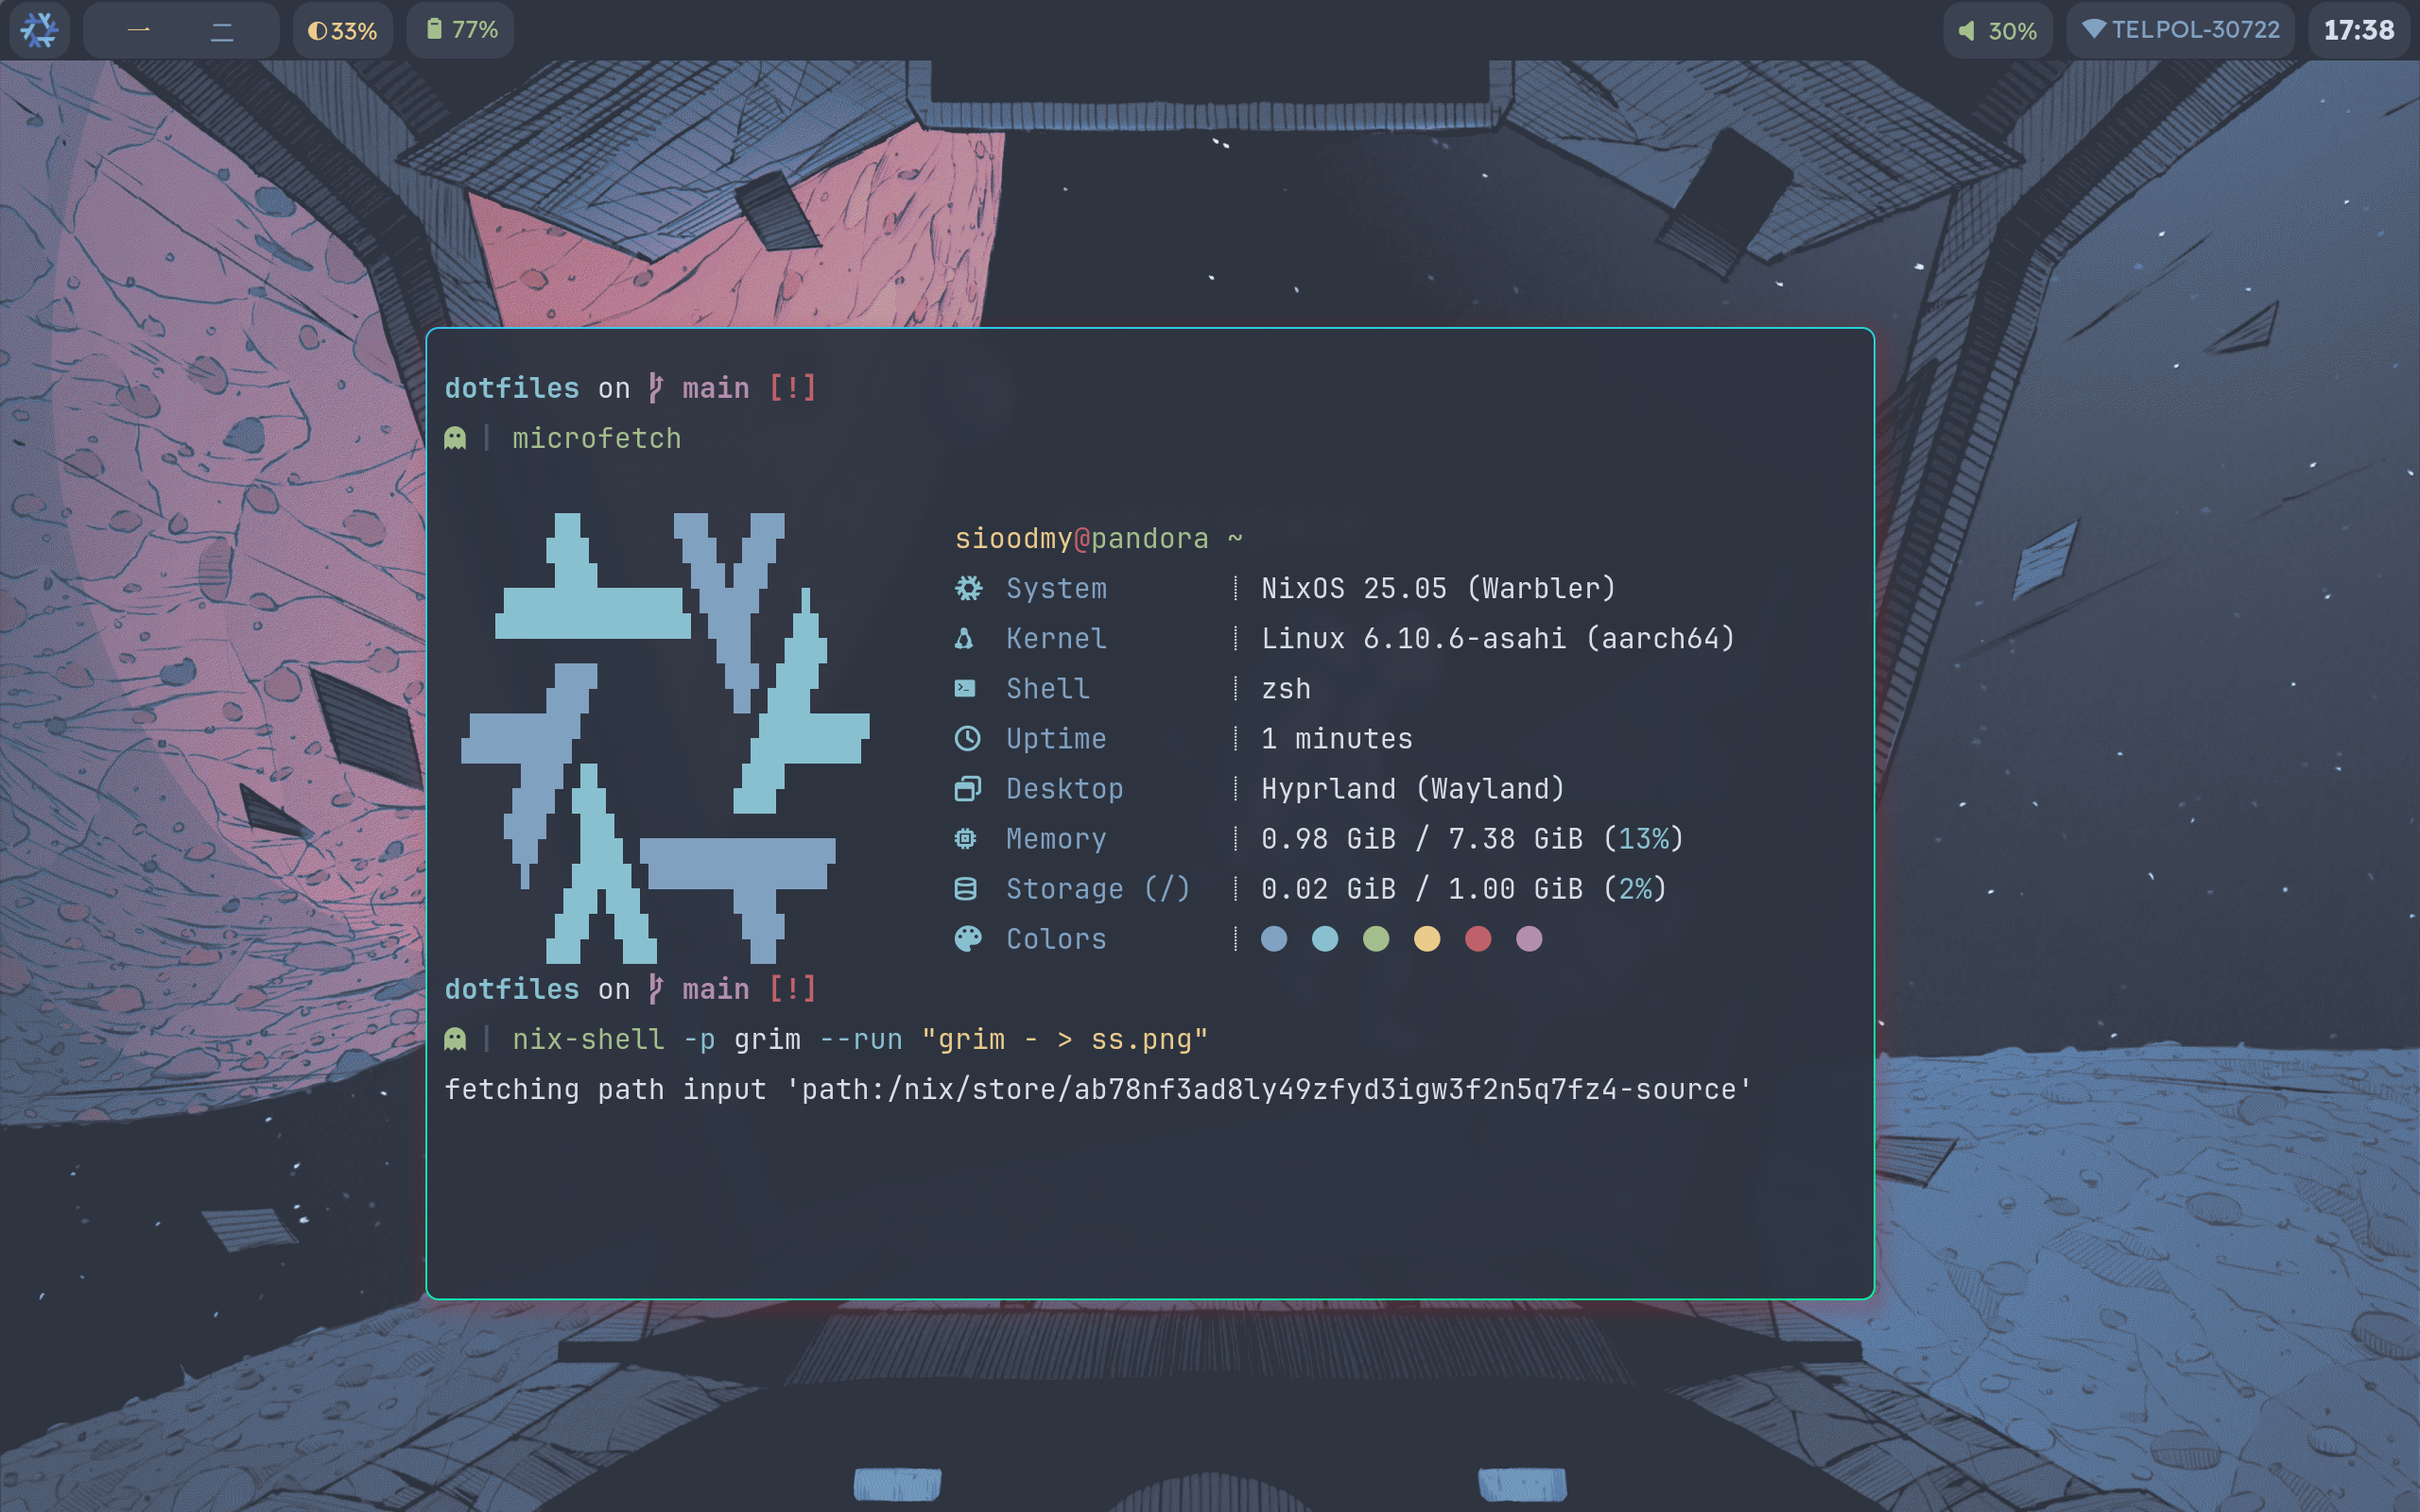 一 二 33% 77% 30% TELPOL-30722 17:38
dotfiles on main [!]
| microfetch
sioodmy@pandora ~
System NixOS 25.05 (Warbler)
Kernel Linux 6.10.6-asahi (aarch64)
Shell zsh
Uptime 1 minutes
Desktop Hyprland (Wayland)
Memory 0.98 GiB / 7.38 GiB (13%)
Storage (/) 0.02 GiB / 1.00 GiB (2%)
Colors
dotfiles on main [!]
| nix-shell -p grim --run "grim - > ss.png"
fetching path input 'path:/nix/store/ab78nf3ad8ly49zfyd3igw3f2n5q7fz4-source'